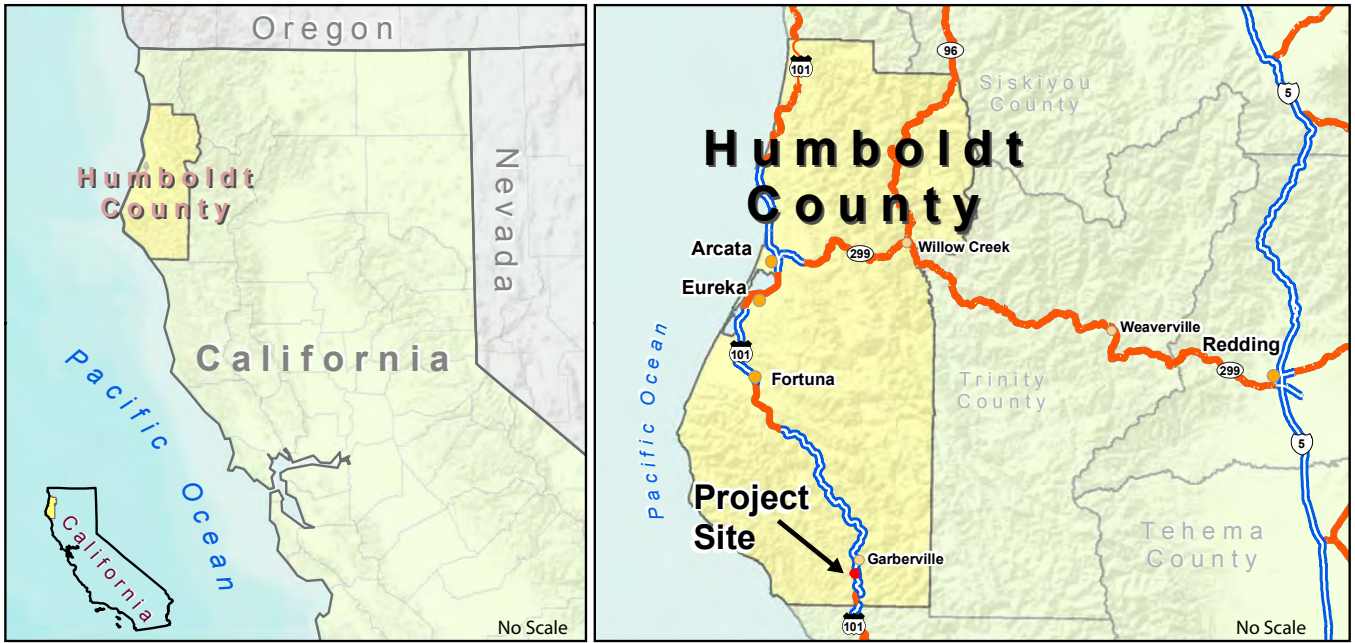 Oregon
Nevada
Humboldt
County
California
Pacific
Ocean
California
No Scale
101
96
Siskiyou
County
5
Humboldt
County
Arcata
299
Willow Creek
Eureka
Pacific Ocean
101
Weaverville
Redding
299
Fortuna
Trinity
County
5
Project
Site
Tehema
County
Garberville
101
No Scale